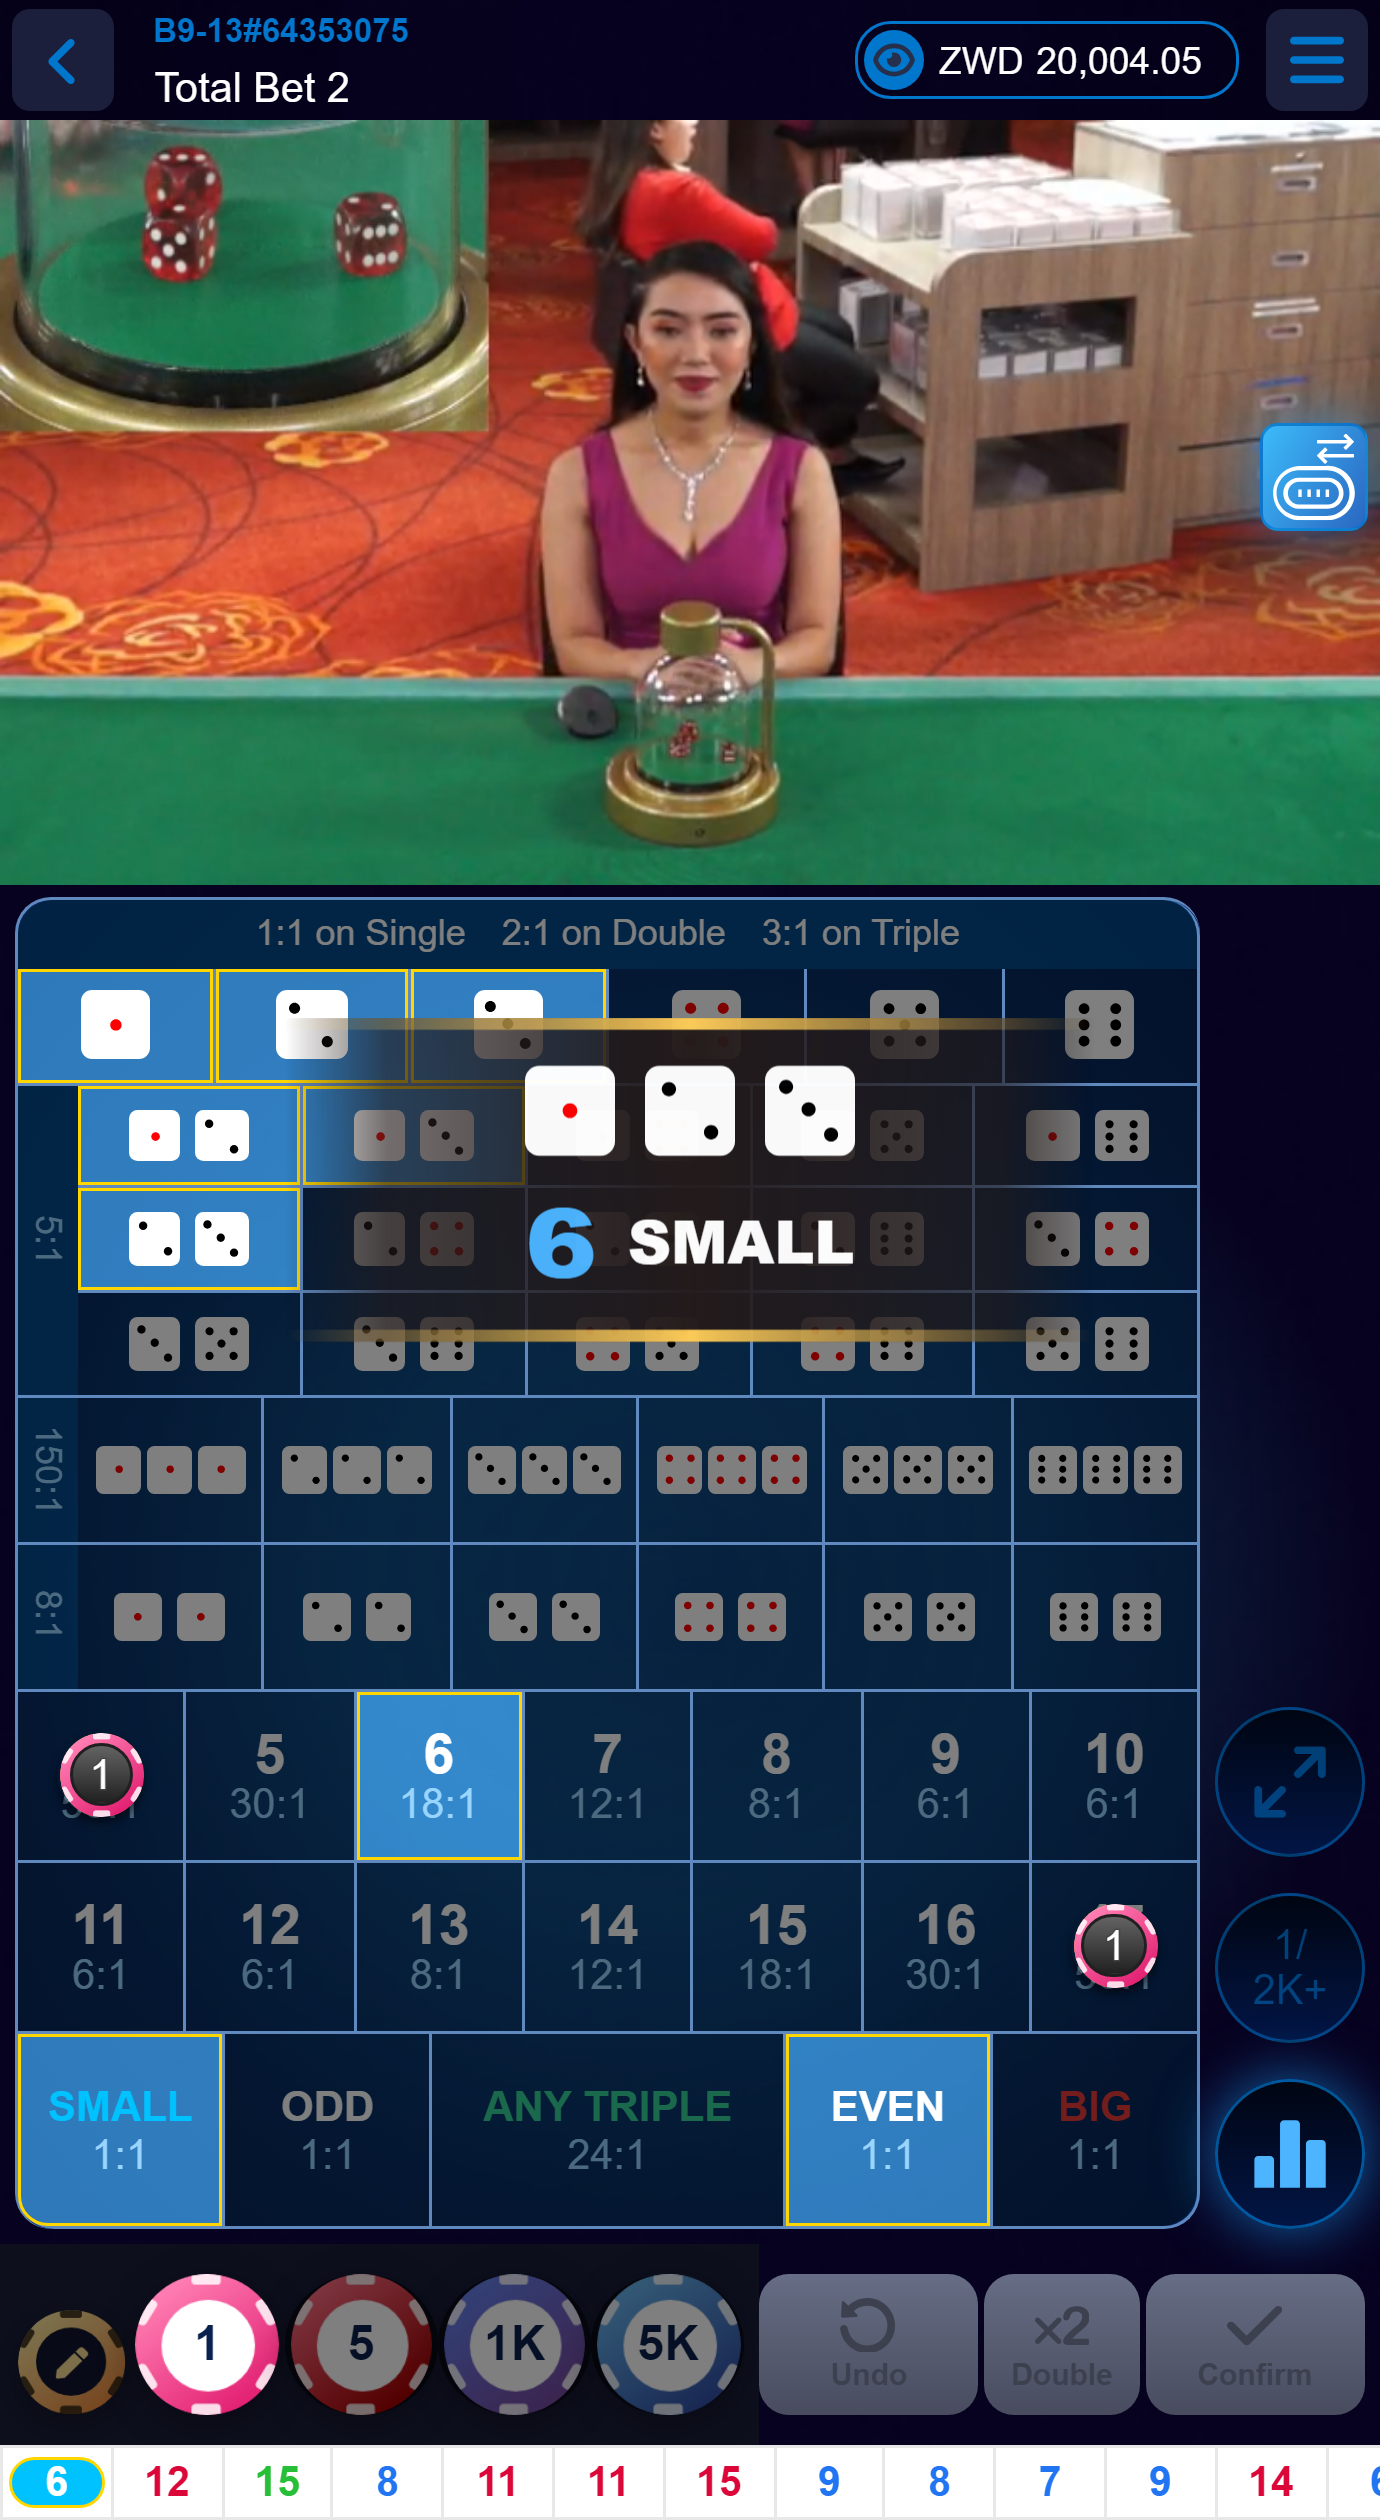 B9-13#64353075
Total Bet 2
ZWD 20,004.05
1:1 on Single 2:1 on Double 3:1 on Triple
6 SMALL
5:1
150:1
8:1
1 5 6 7 8 9 10
30:1 18:1 12:1 8:1 6:1 6:1
11 12 13 14 15 16 1
6:1 6:1 8:1 12:1 18:1 30:1
1/
2K+
SMALL ODD ANY TRIPLE EVEN BIG
1:1 1:1 24:1 1:1 1:1
1 5 1K 5K
x2
Undo Double Confirm
6 12 15 8 11 11 15 9 8 7 9 14